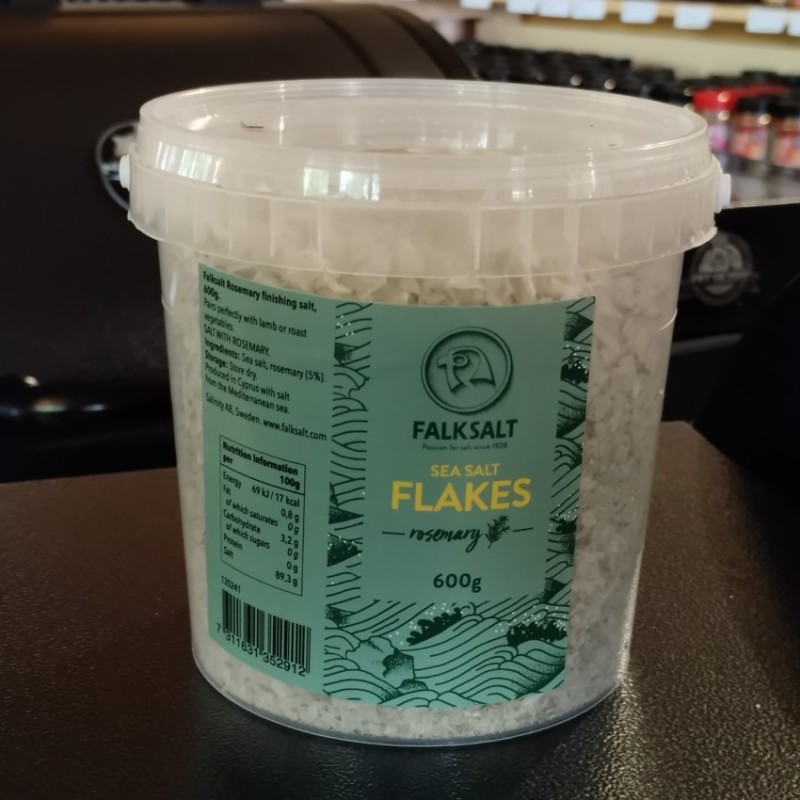 Falksalt Rosemary finishing salt,
600g.
Pairs perfectly with lamb or roast
vegetables.
SALT WITH ROSEMARY.
Ingredients: Sea salt, rosemary (5%).
Storage: Store dry.
Produced in Cyprus with salt
from the Mediterranean sea.
Salinity AB, Sweden. www.falksalt.com
Nutrition Information
per 100g
Energy 69 kJ / 17 kcal
Fat 0,8 g
of which saturates 0 g
Carbohydrate 3,2 g
of which sugars 0 g
Protein 0 g
Salt 89,3 g
120241
7 311631 352912
FALKSALT
Passion for salt since 1928
SEA SALT
FLAKES
rosemary
600g